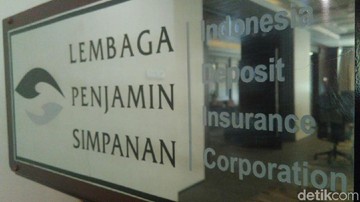 LEMBAGA
PENJAMIN
SIMPANAN
Indonesia
Deposit
Insurance
Corporation
detikcom